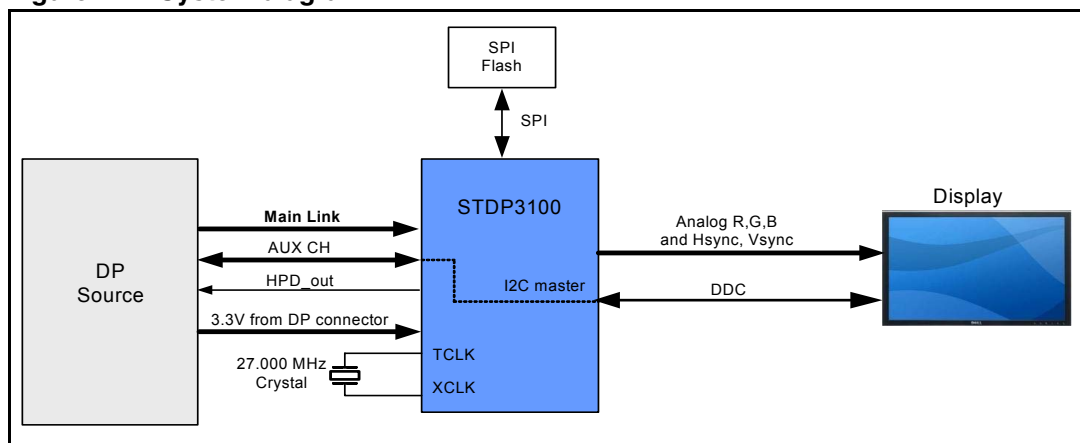 SPI
Flash
SPI
DP
Source
Main Link
AUX CH
HPD_out
3.3V from DP connector
27.000 MHz
Crystal
STDP3100
I2C master
TCLK
XCLK
Analog R,G,B
and Hsync, Vsync
DDC
Display